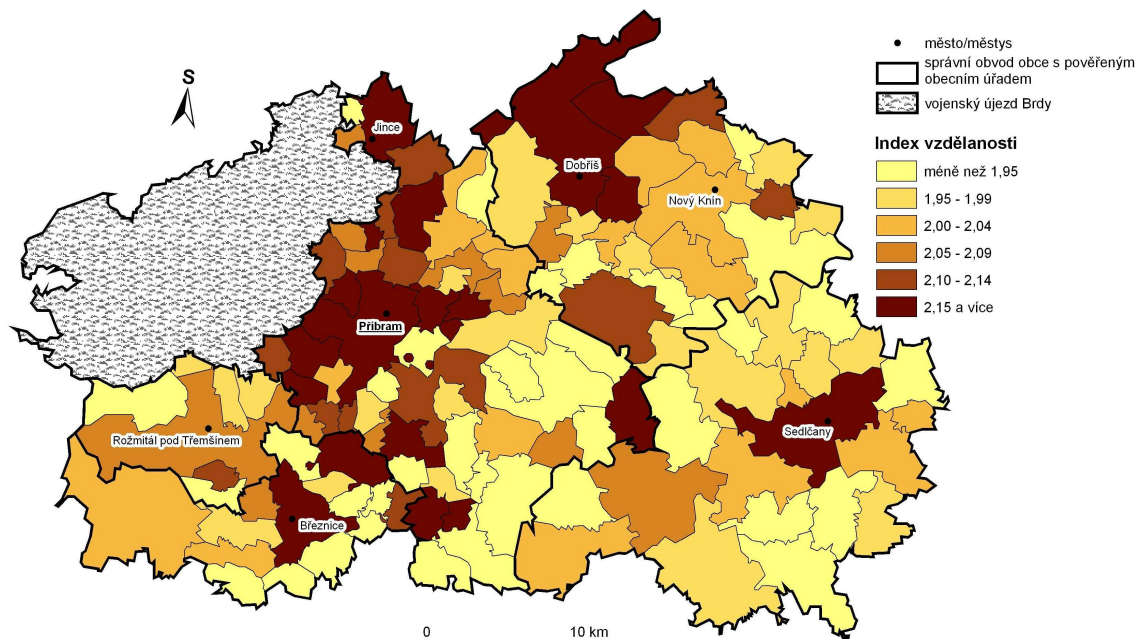 město/městys
správní obvod obce s pověřeným
obecním úřadem
vojenský újezd Brdy
Index vzdělanosti
méně než 1,95
1,95 - 1,99
2,00 - 2,04
2,05 - 2,09
2,10 - 2,14
2,15 a více
S
Jince
Dobříš
Nový Knín
Příbram
Rožmitál pod Třemšínem
Sedlčany
Březnice
0 10 km